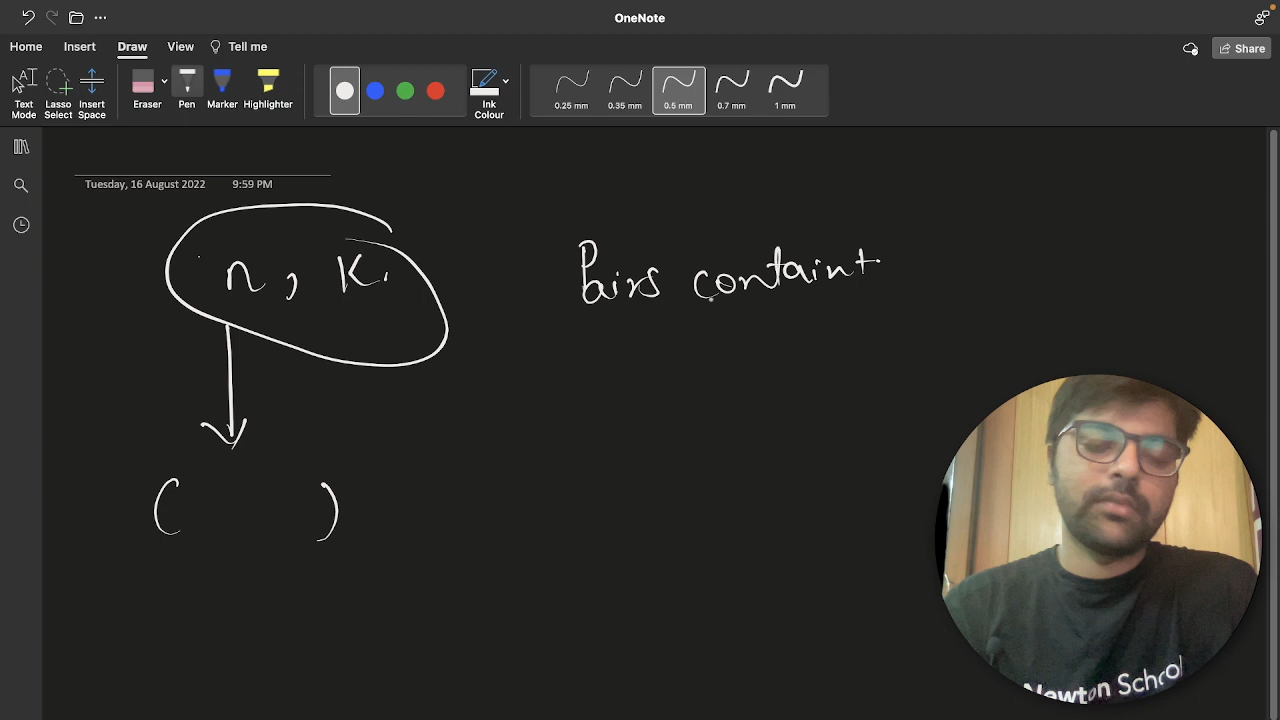 OneNote
Home Insert Draw View Tell me
Share
Text Mode
Lasso Select
Insert Space
Eraser
Pen
Marker
Highlighter
Ink Colour
0.25 mm
0.35 mm
0.5 mm
0.7 mm
1 mm
Tuesday, 16 August 2022 9:59 PM
n, K.
Pairs containt
( )
Newton School